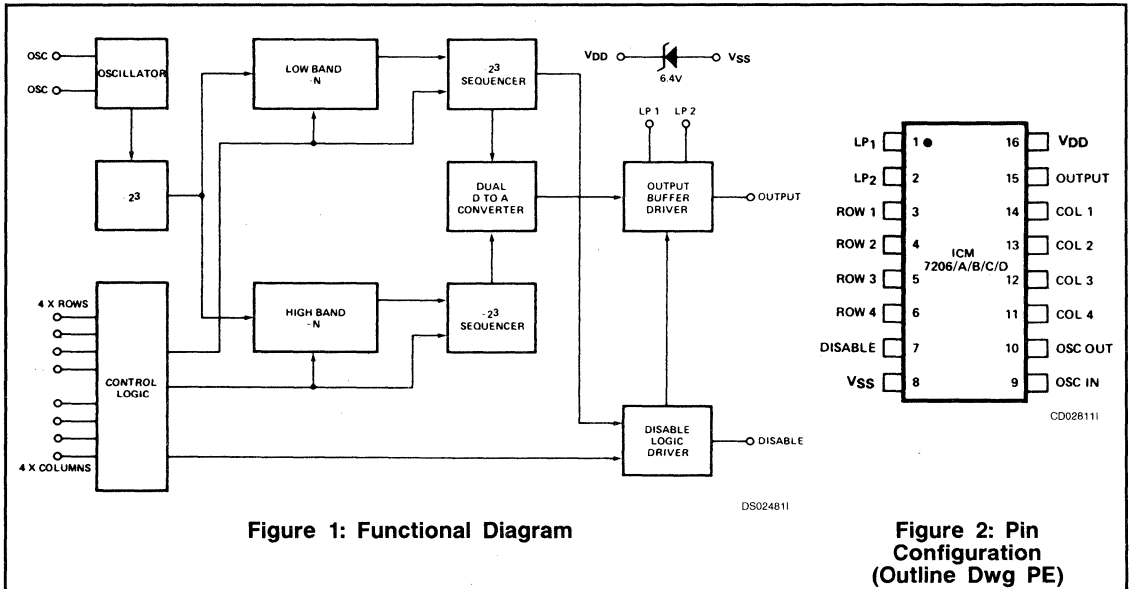 OSC
OSC
OSCILLATOR
-2³
LOW BAND
-N
-2³
SEQUENCER
VDD
VSS
6.4V
LP 1
LP 2
DUAL
D TO A
CONVERTER
OUTPUT
BUFFER
DRIVER
OUTPUT
4 X ROWS
CONTROL
LOGIC
4 X COLUMNS
HIGH BAND
-N
-2³
SEQUENCER
DISABLE
LOGIC
DRIVER
DISABLE
DS02481I
Figure 1: Functional Diagram
LP1 1 16 VDD
LP2 2 15 OUTPUT
ROW 1 3 14 COL 1
ROW 2 4 13 COL 2
ICM
7206/A/B/C/D
ROW 3 5 12 COL 3
ROW 4 6 11 COL 4
DISABLE 7 10 OSC OUT
VSS 8 9 OSC IN
CD02811I
Figure 2: Pin
Configuration
(Outline Dwg PE)